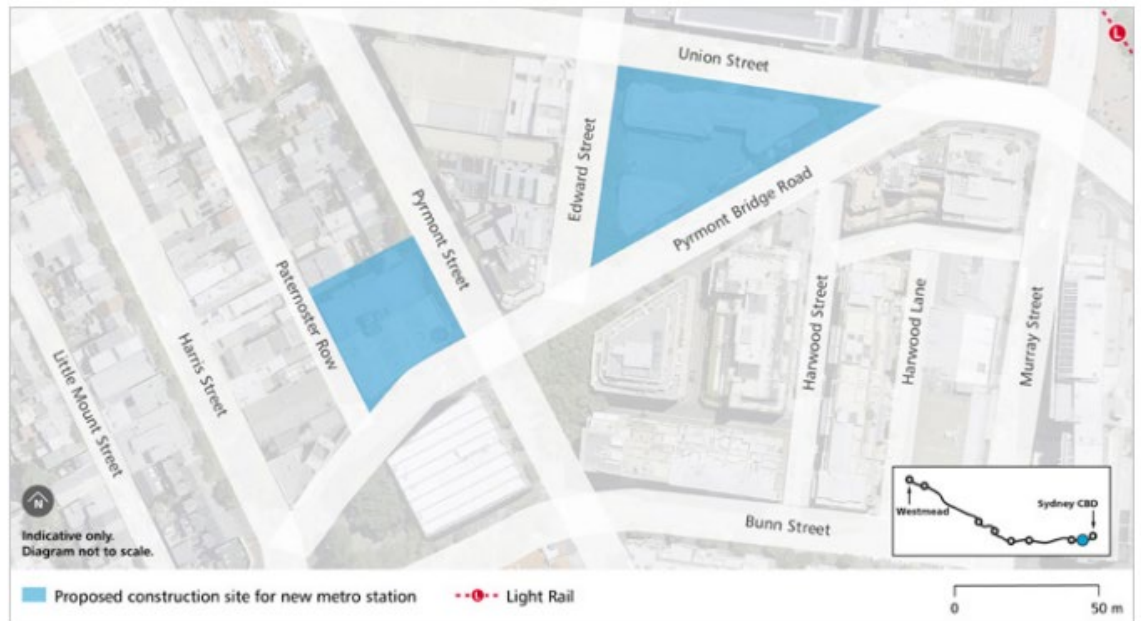 Union Street
Edward Street
Pyrmont Bridge Road
Pyrmont Street
Paternoster Row
Harris Street
Little Mount Street
Harwood Street
Harwood Lane
Murray Street
Bunn Street
L
N
Indicative only.
Diagram not to scale.
Westmead
Sydney CBD
Proposed construction site for new metro station
L
Light Rail
0
50 m